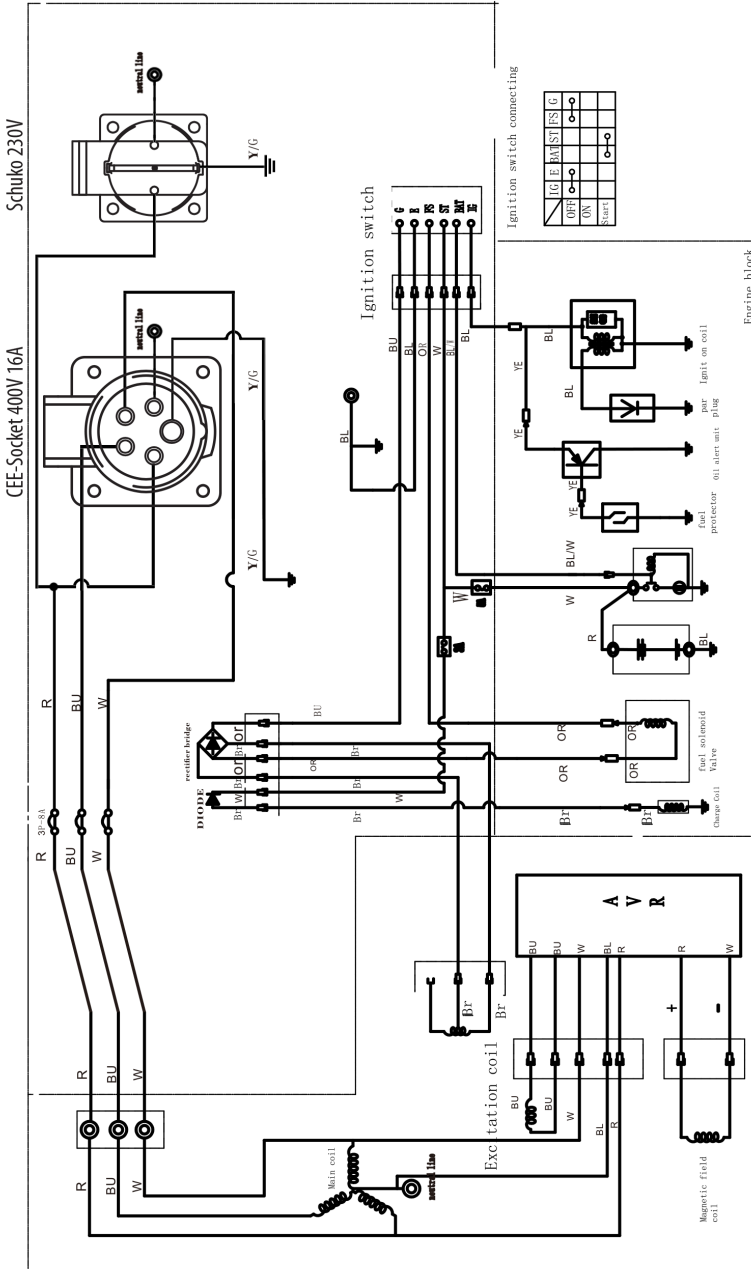 Schuko 230V
CEE-Socket 400V 16A
neutral line
neutral line
Y/G
Y/G
Y/G
R
BU
W
3P-8A
R
BU
W
R
BU
W
R
BU
W
Main coil
neutral line
Ignition switch
G
E
FS
ST
BAT
IG
BU
BL
OR
W
BL/W
BL
BL
Ignition switch connecting
IG E BAT ST FS G
OFF
ON
Start
rectifier bridge
DIODE
Br W Br or Br or
BU
Br
OR
Br
W
Br
W
Br
Br
Charge Coil
OR
OR
OR
OR
fuel solenoid
Valve
R
W
BL/W
BL
YE
YE
YE
YE
fuel
protector
Oil alert unit
BL
BL
par
plug
Ignit on coil
Engine block
Br
Br
Excitation coil
BU
BU
W
BL
R
BU
BU
W
BL
R
A
V
R
R
W
+
-
Magnetic field
coil